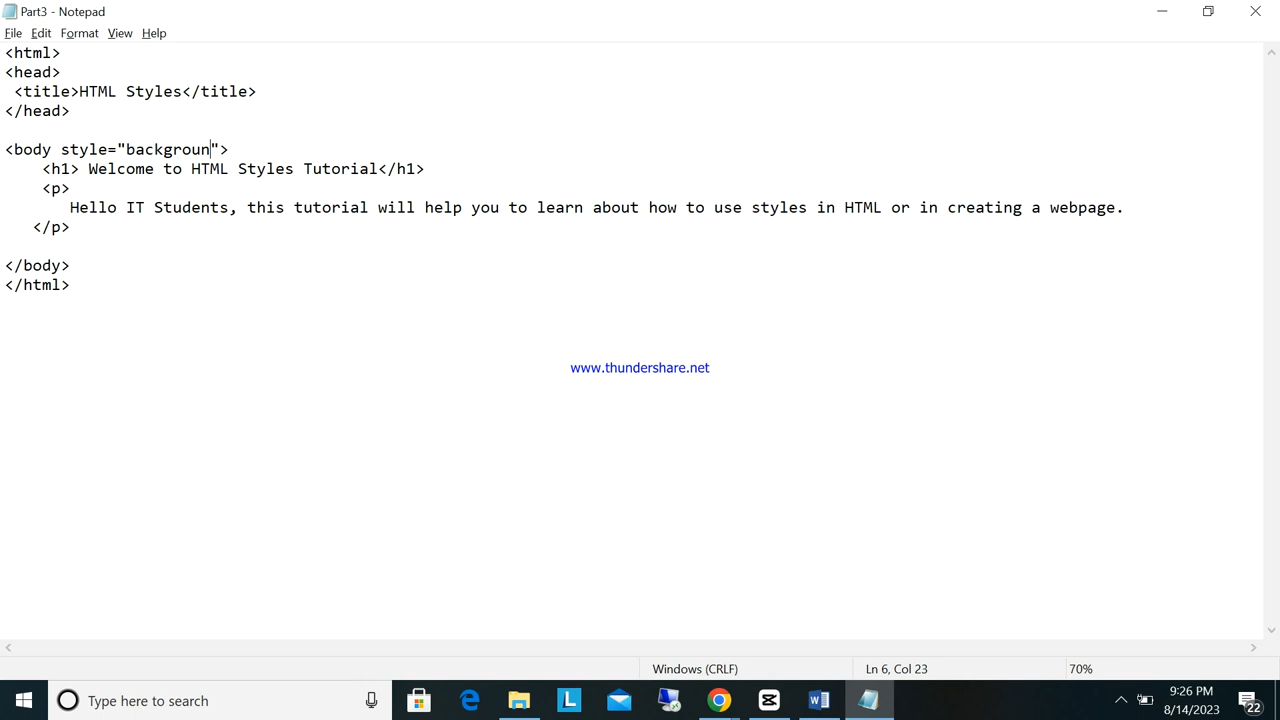 Part3 - Notepad
File Edit Format View Help
<html>
<head>
<title>HTML Styles</title>
</head>
<body style="backgroun">
<h1> Welcome to HTML Styles Tutorial</h1>
<p>
Hello IT Students, this tutorial will help you to learn about how to use styles in HTML or in creating a webpage.
</p>
</body>
</html>
www.thundershare.net
Windows (CRLF) Ln 6, Col 23 70%
Type here to search
L
W
9:26 PM
8/14/2023
22